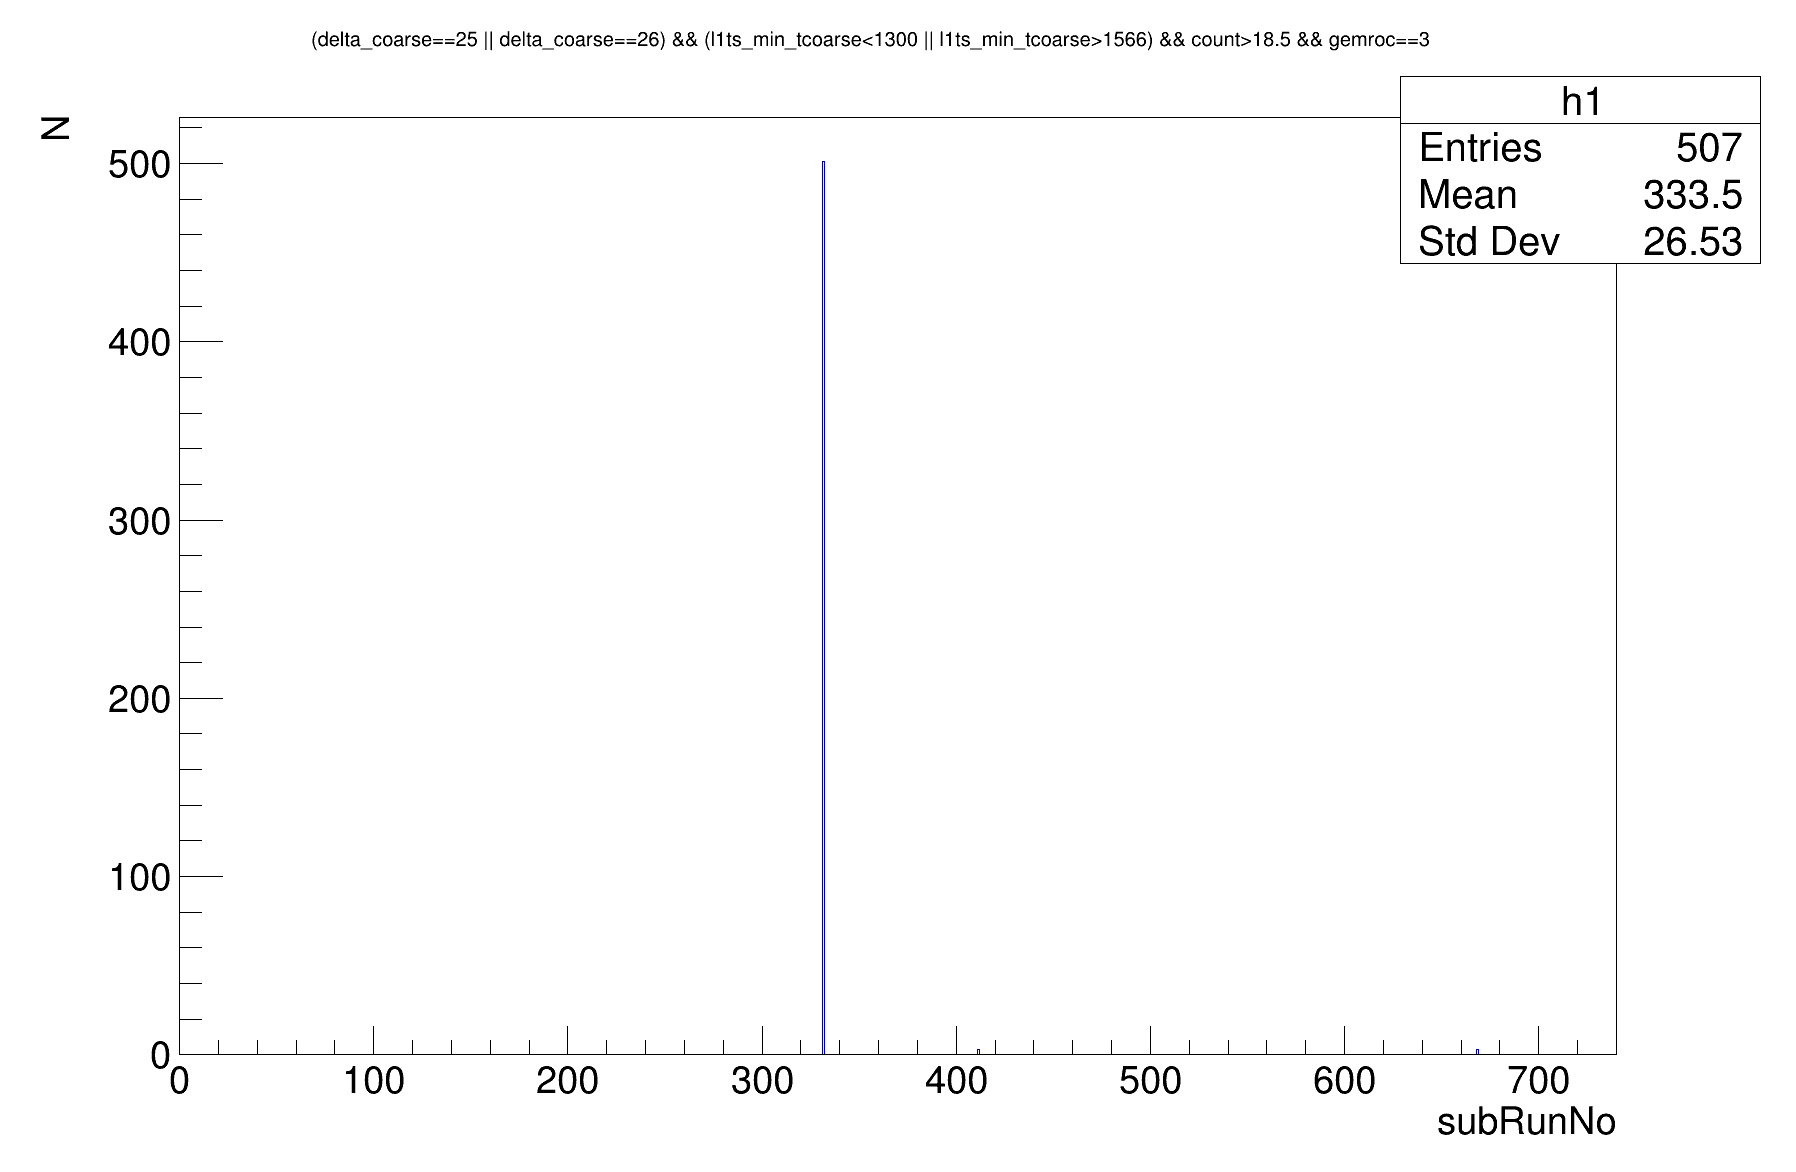 (delta_coarse==25 || delta_coarse==26) && (l1ts_min_tcoarse<1300 || l1ts_min_tcoarse>1566) && count>18.5 && gemroc==3
h1
Entries 507
Mean 333.5
Std Dev 26.53
N
500
400
300
200
100
0
0 100 200 300 400 500 600 700
subRunNo